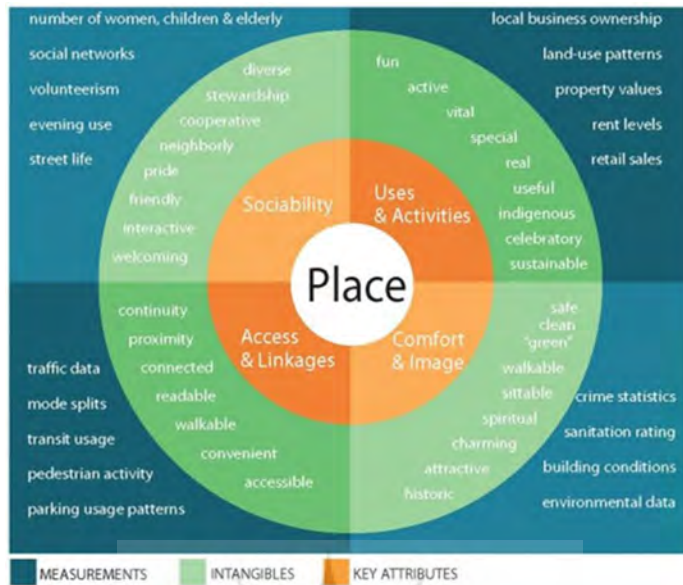 number of women, children & elderly
social networks
volunteerism
evening use
street life
local business ownership
land-use patterns
property values
rent levels
retail sales
diverse
stewardship
cooperative
neighborly
pride
friendly
interactive
welcoming
fun
active
vital
special
real
useful
indigenous
celebratory
sustainable
Sociability
Uses
& Activities
Place
Access
& Linkages
Comfort
& Image
continuity
proximity
connected
readable
walkable
convenient
accessible
safe
clean
"green"
walkable
sittable
spiritual
charming
attractive
historic
traffic data
mode splits
transit usage
pedestrian activity
parking usage patterns
crime statistics
sanitation rating
building conditions
environmental data
MEASUREMENTS
INTANGIBLES
KEY ATTRIBUTES